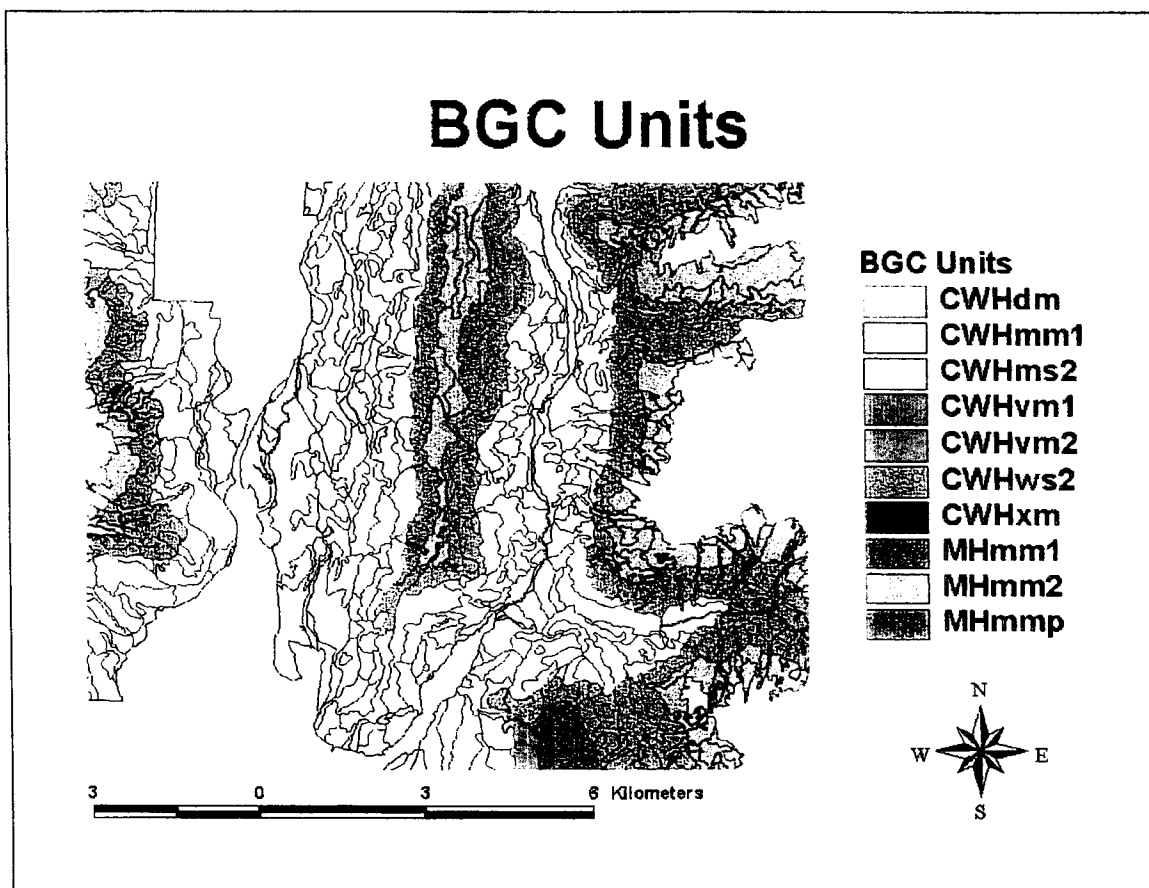 BGC Units
BGC Units
CWHdm
CWHmm1
CWHms2
CWHvm1
CWHvm2
CWHws2
CWHxm
MHmm1
MHmm2
MHmmp
N
W E
S
3 0 3 6 Kilometers